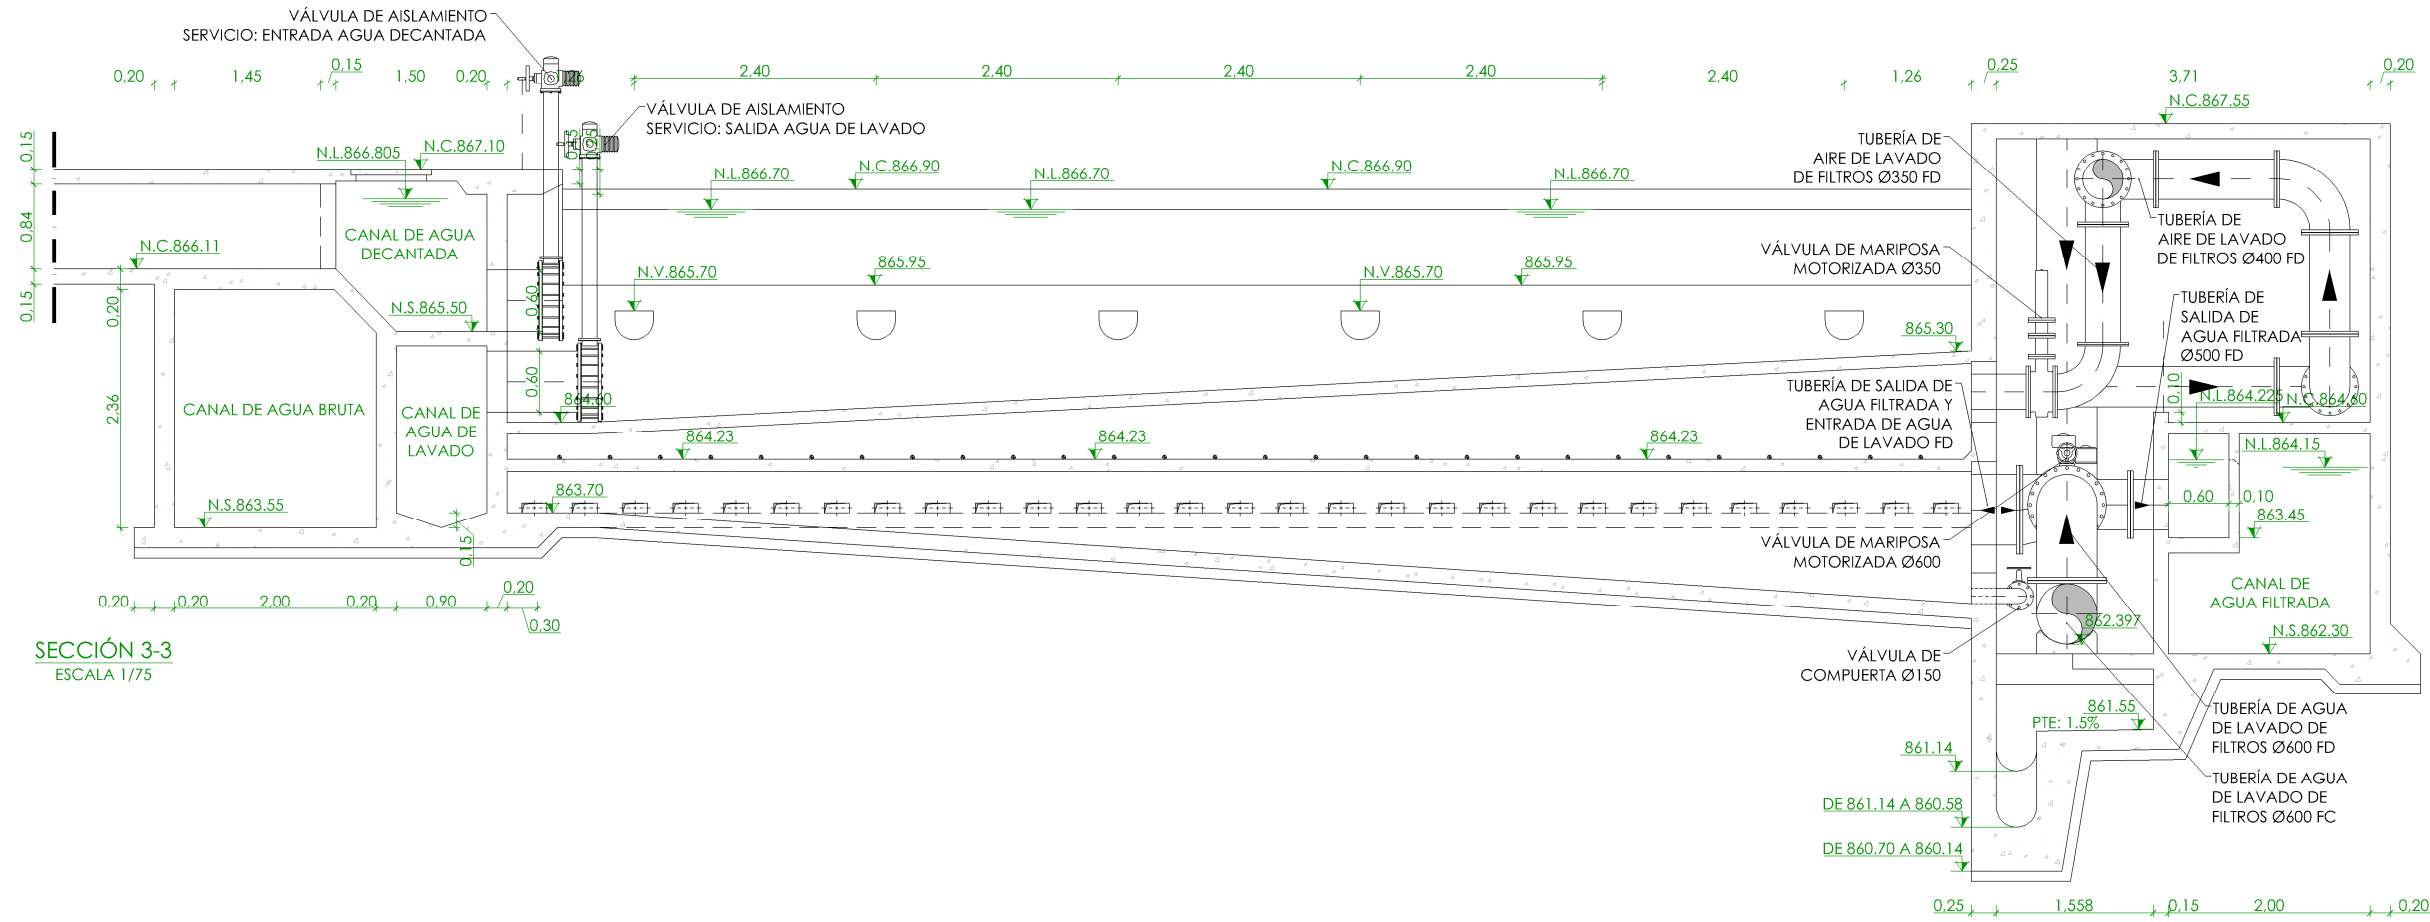 VÁLVULA DE AISLAMIENTO
SERVICIO: ENTRADA AGUA DECANTADA
0,20
1,45
0,15
1,50
0,20
2,40
2,40
2,40
2,40
2,40
1,26
0,25
3,71
0,20
VÁLVULA DE AISLAMIENTO
SERVICIO: SALIDA AGUA DE LAVADO
N.C.867.55
0,15
0,84
0,15
N.L.866.805
N.C.867.10
N.L.866.70
N.C.866.90
N.L.866.70
N.C.866.90
N.L.866.70
TUBERÍA DE
AIRE DE LAVADO
DE FILTROS Ø350 FD
TUBERÍA DE
AIRE DE LAVADO
DE FILTROS Ø400 FD
CANAL DE AGUA
DECANTADA
N.C.866.11
N.V.865.70
865.95
N.V.865.70
865.95
VÁLVULA DE MARIPOSA
MOTORIZADA Ø350
TUBERÍA DE
SALIDA DE
AGUA FILTRADA
Ø500 FD
0,20
2,36
N.S.865.50
0,60
0,60
865.30
CANAL DE AGUA BRUTA
CANAL DE
AGUA DE
LAVADO
864.60
TUBERÍA DE SALIDA DE
AGUA FILTRADA Y
ENTRADA DE AGUA
DE LAVADO FD
0,10
N.L.864.225
N.C.864.60
N.L.864.15
864.23
864.23
864.23
863.70
N.S.863.55
0,15
0,60
0,10
863.45
VÁLVULA DE MARIPOSA
MOTORIZADA Ø600
CANAL DE
AGUA FILTRADA
862.397
N.S.862.30
0,20
0,20
2,00
0,20
0,90
0,20
0,30
SECCIÓN 3-3
ESCALA 1/75
VÁLVULA DE
COMPUERTA Ø150
861.55
PTE: 1.5%
TUBERÍA DE AGUA
DE LAVADO DE
FILTROS Ø600 FD
861.14
TUBERÍA DE AGUA
DE LAVADO DE
FILTROS Ø600 FC
DE 861.14 A 860.58
DE 860.70 A 860.14
0,25
1,558
0,15
2,00
0,20